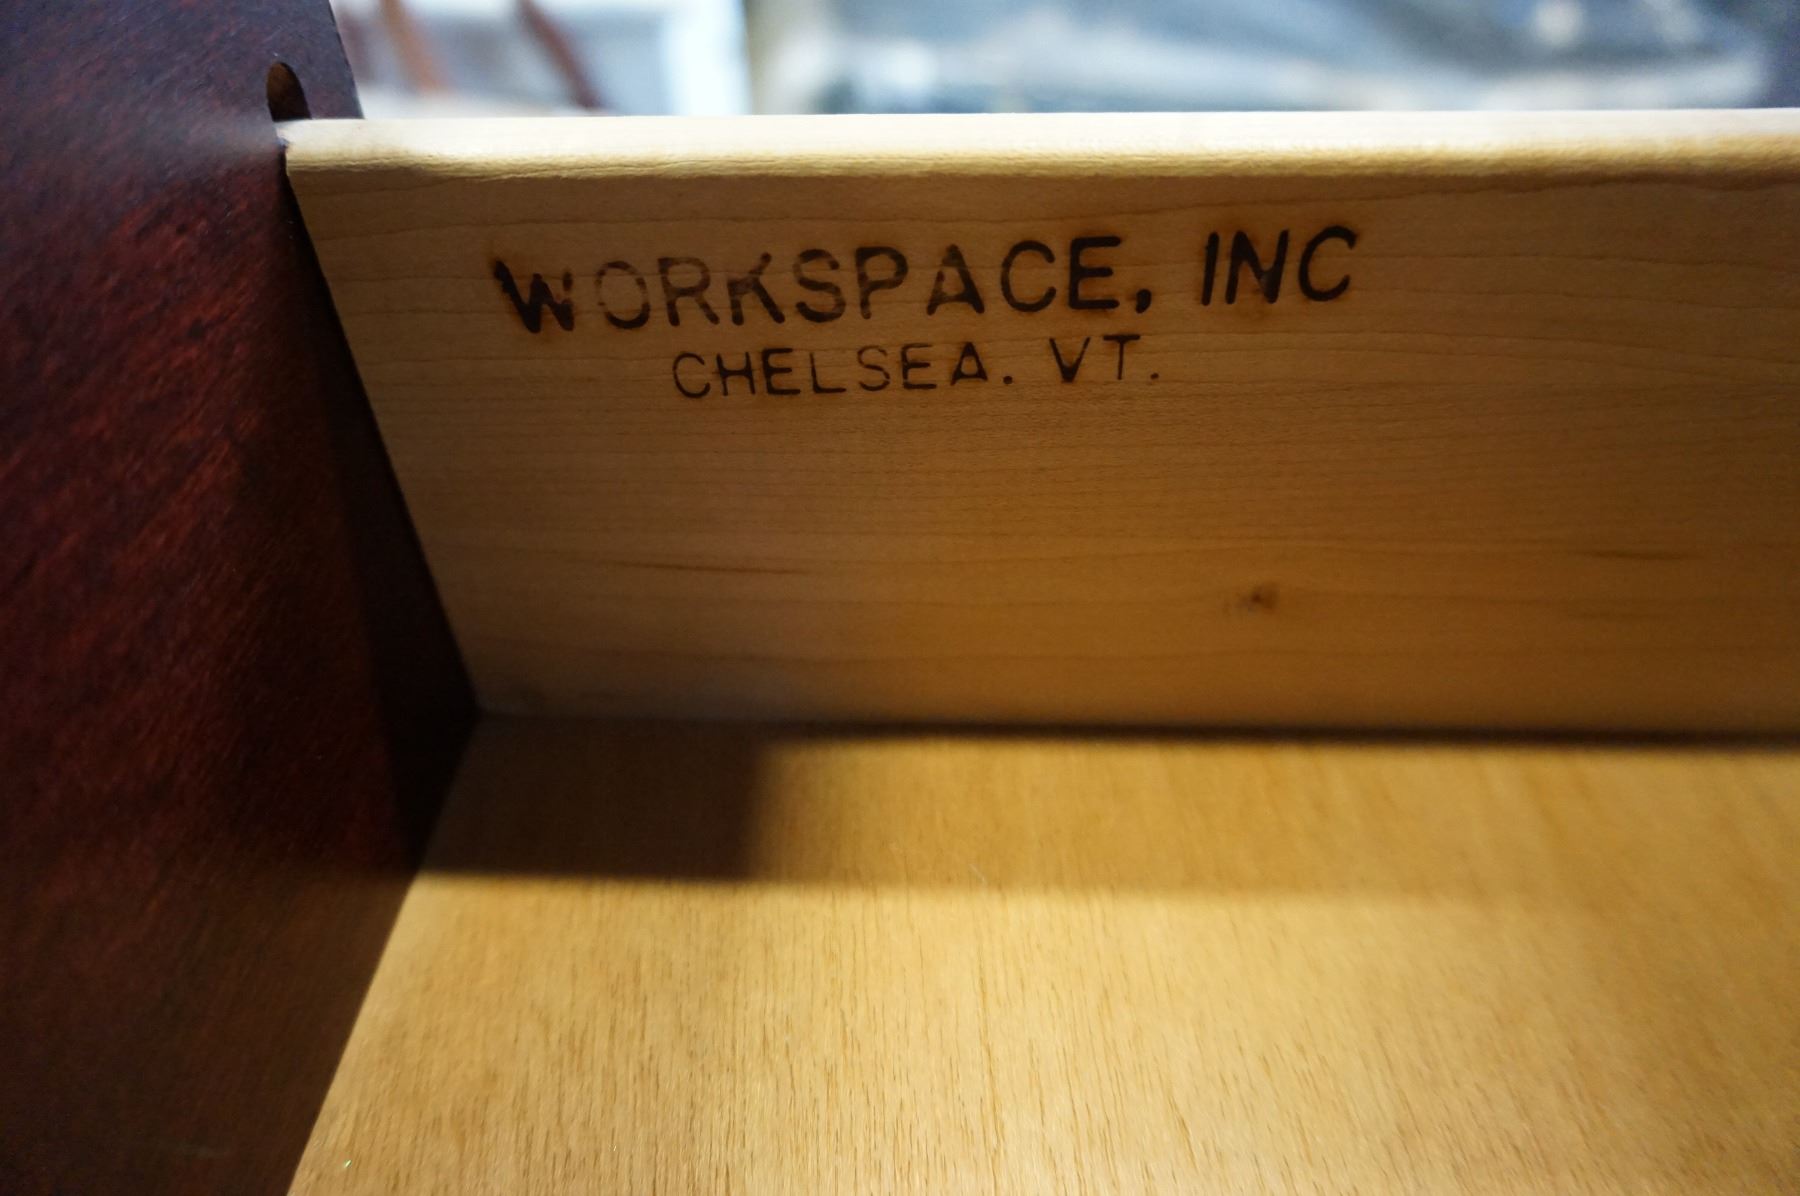 WORKSPACE, INC
CHELSEA. VT.